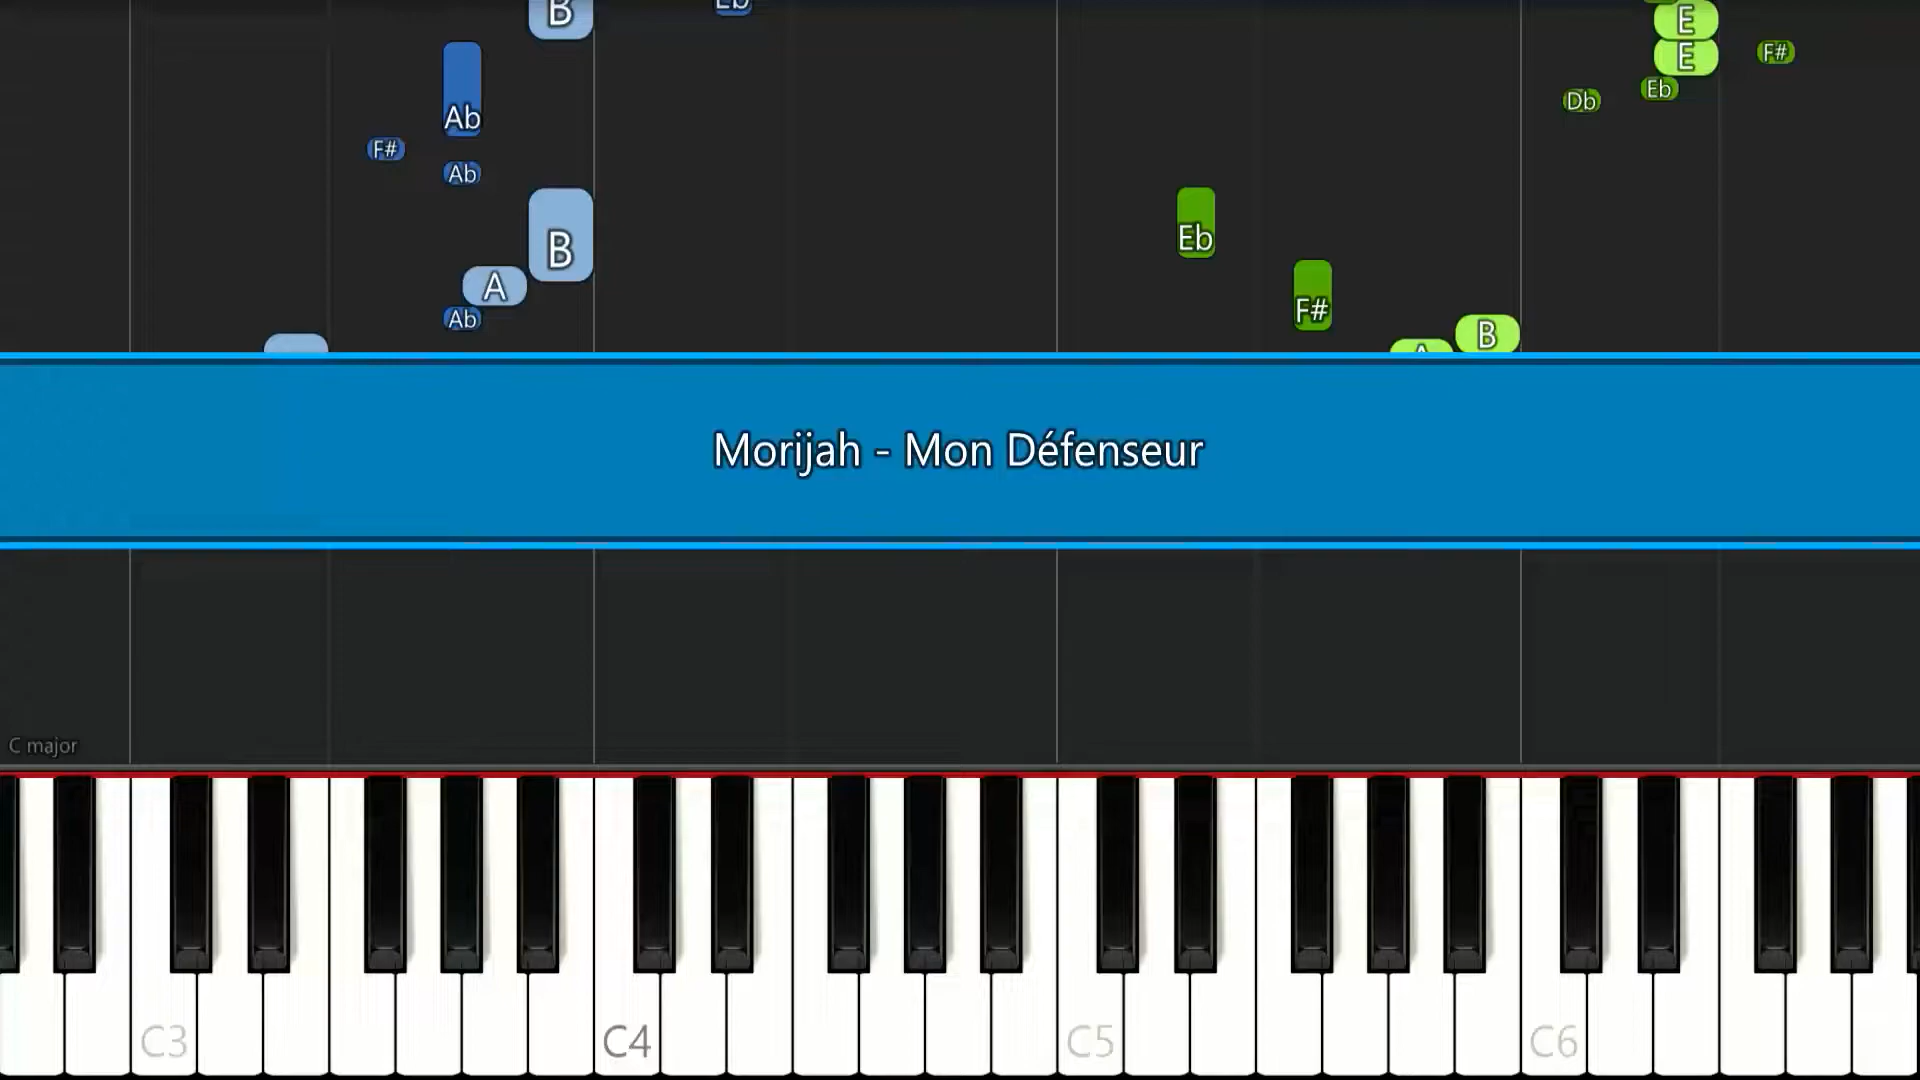 B
Eb
E
E
F#
Eb
Db
Ab
F#
Ab
Eb
B
A
F#
Ab
B
A
Morijah - Mon Défenseur
C major
C3
C4
C5
C6